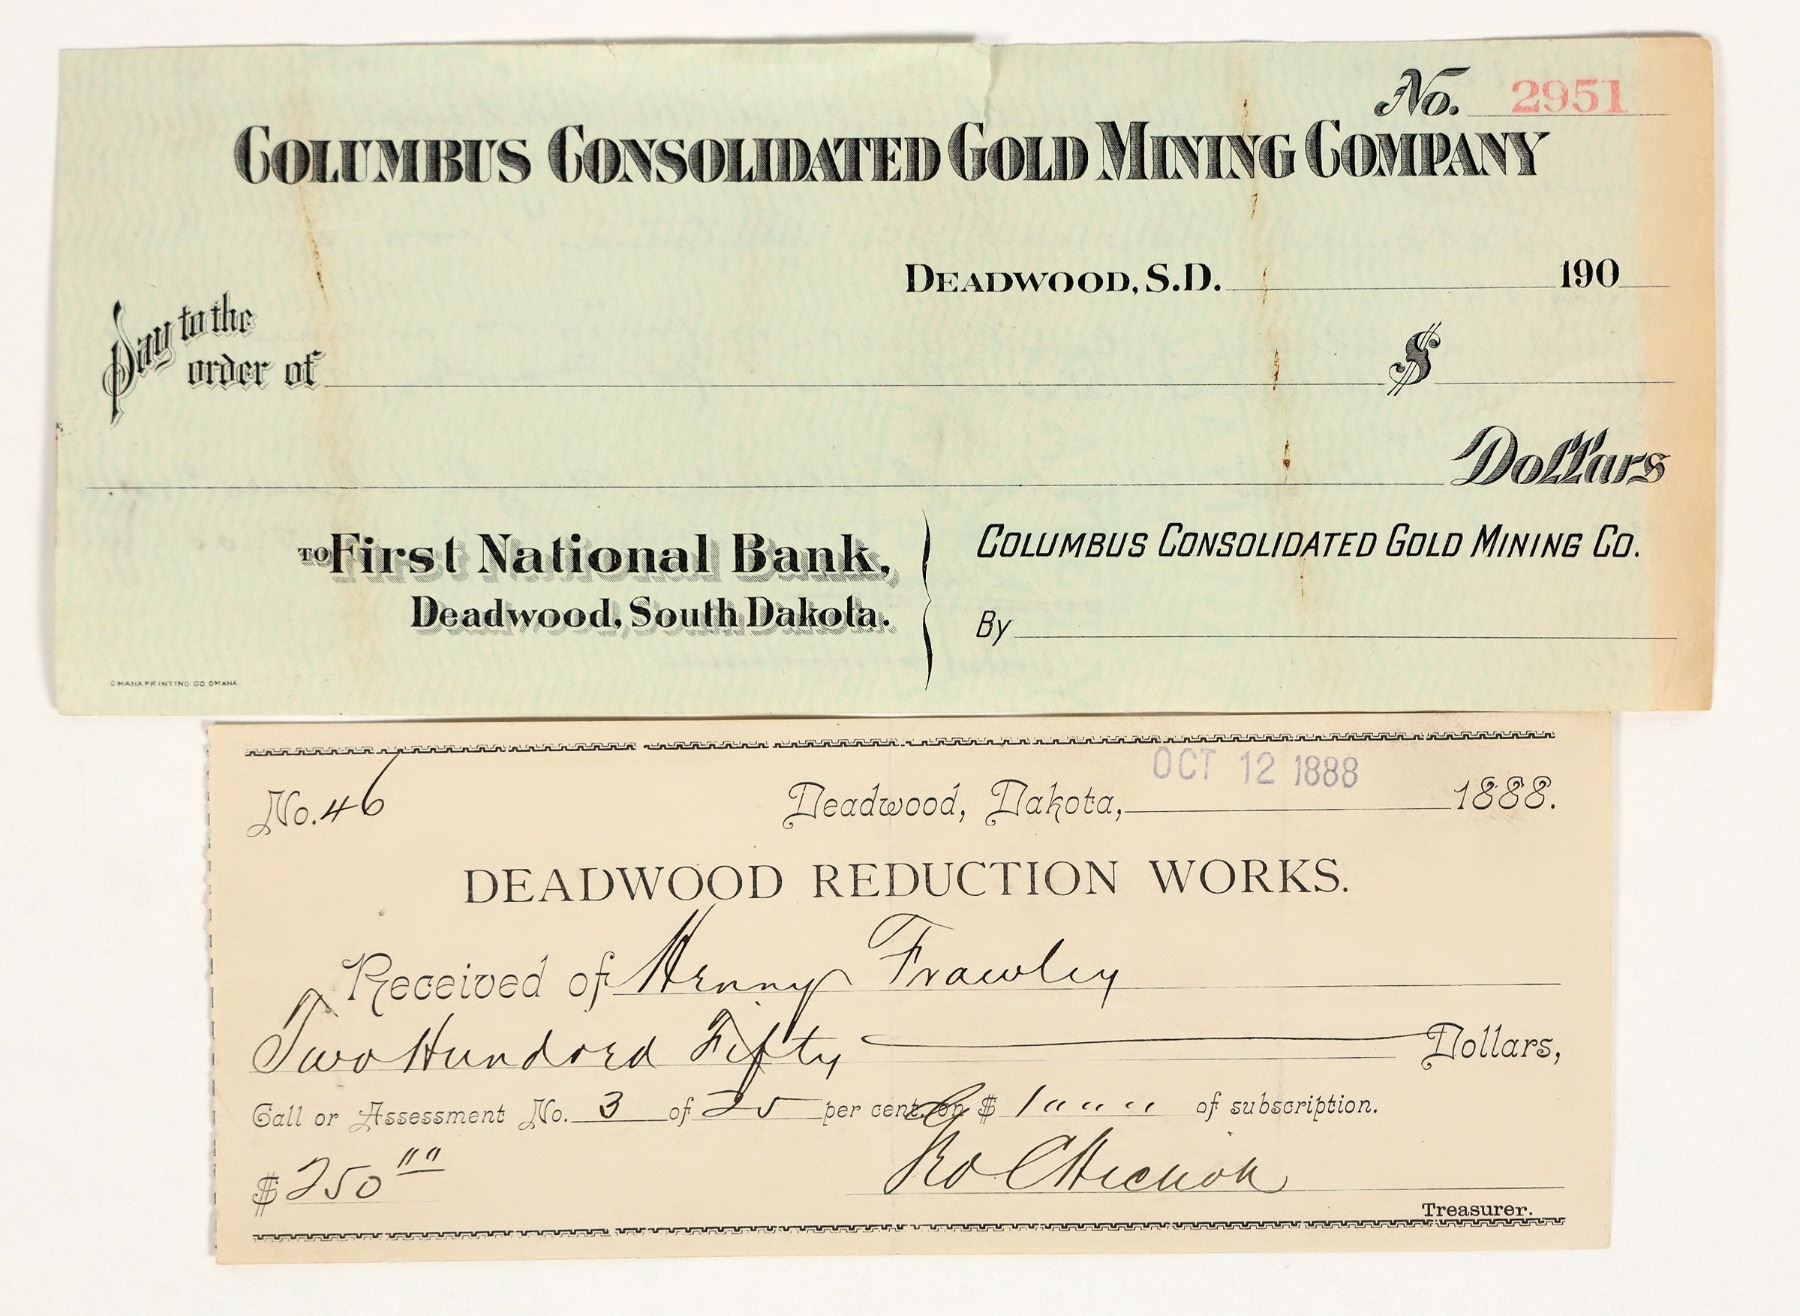 No. 2951
COLUMBUS CONSOLIDATED GOLD MINING COMPANY
DEADWOOD, S.D. 190
Pay to the
order of $
Dollars
TO First National Bank,
Deadwood, South Dakota.
COLUMBUS CONSOLIDATED GOLD MINING CO.
By
OMAHA PRINTING CO. OMAHA.
OCT 12 1888
No. 46 Deadwood, Dakota, 1888.
DEADWOOD REDUCTION WORKS.
Received of Henry Frawley
Two Hundred Fifty Dollars,
Call or Assessment No. 3 of 25 per cent on $ 1"""" of subscription.
$250 ""
Treasurer.